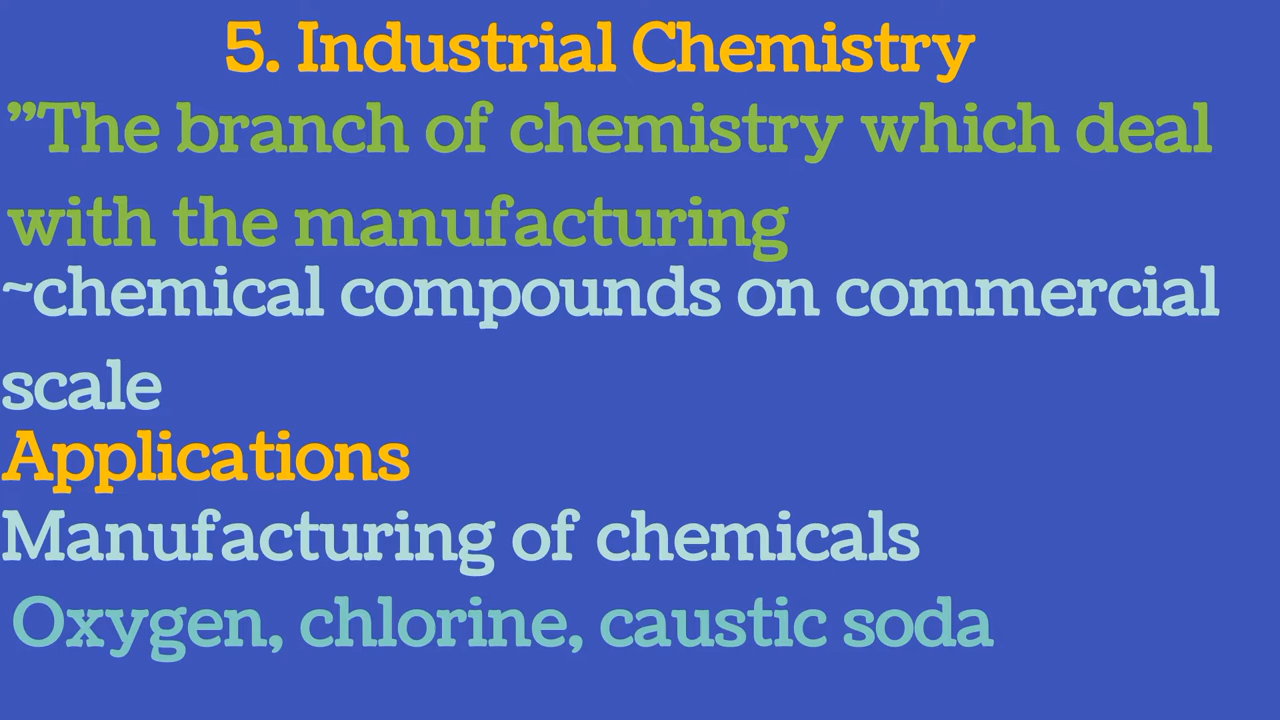 5. Industrial Chemistry
”The branch of chemistry which deal
with the manufacturing
~chemical compounds on commercial
scale
Applications
Manufacturing of chemicals
Oxygen, chlorine, caustic soda